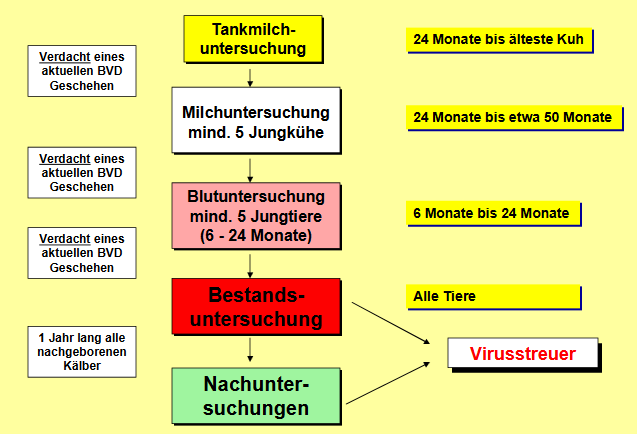 Tankmilch-
untersuchung
24 Monate bis älteste Kuh
Verdacht eines
aktuellen BVD
Geschehen
Milchuntersuchung
mind. 5 Jungkühe
24 Monate bis etwa 50 Monate
Verdacht eines
aktuellen BVD
Geschehen
Blutuntersuchung
mind. 5 Jungtiere
(6 - 24 Monate)
6 Monate bis 24 Monate
Verdacht eines
aktuellen BVD
Geschehen
Bestands-
untersuchung
Alle Tiere
1 Jahr lang alle
nachgeborenen
Kälber
Virusstreuer
Nachunter-
suchungen